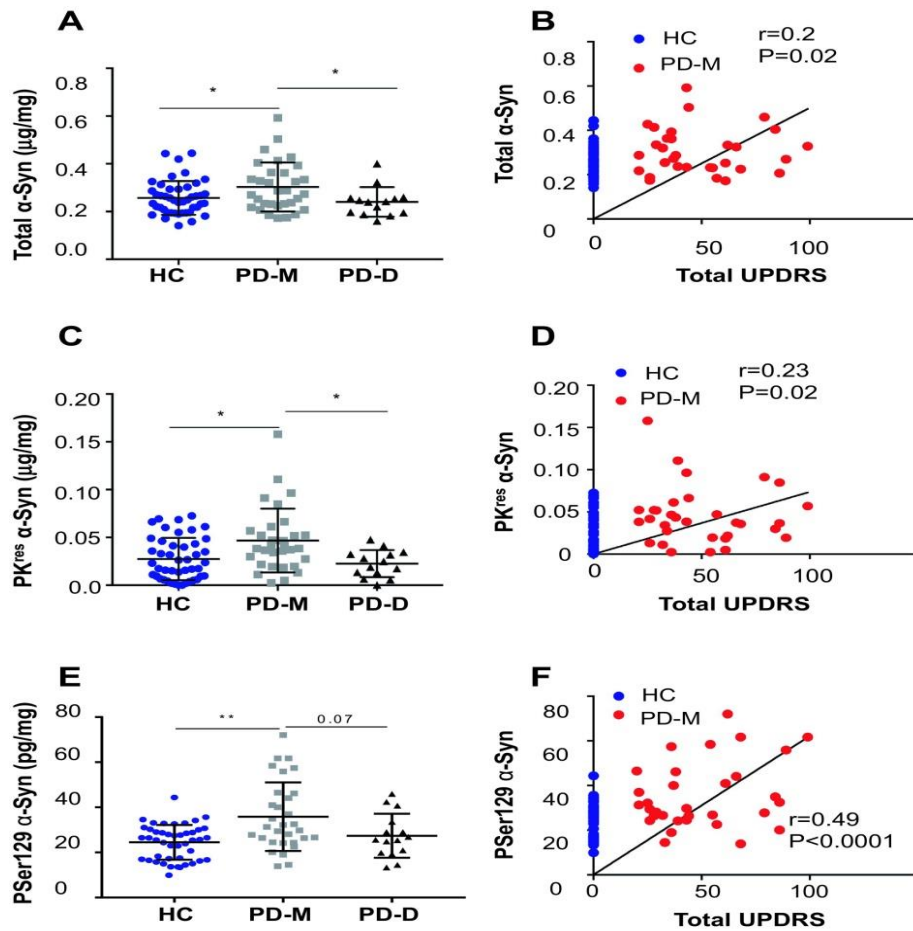 A
Total α-Syn (µg/mg)
0.8
0.6
0.4
0.2
0.0
*
*
HC
PD-M
PD-D
B
HC
PD-M
r=0.2
P=0.02
Total α-Syn
0.8
0.6
0.4
0.2
0
0
50
100
Total UPDRS
C
PKres α-Syn (µg/mg)
0.20
0.15
0.10
0.05
0.0
*
*
HC
PD-M
PD-D
D
HC
PD-M
r=0.23
P=0.02
PKres α-Syn
0.20
0.15
0.10
0.05
0
0
50
100
Total UPDRS
E
PSer129 α-Syn (pg/mg)
80
60
40
20
0
**
0.07
HC
PD-M
PD-D
F
HC
PD-M
PSer129 α-Syn
80
60
40
20
0
r=0.49
P<0.0001
0
50
100
Total UPDRS